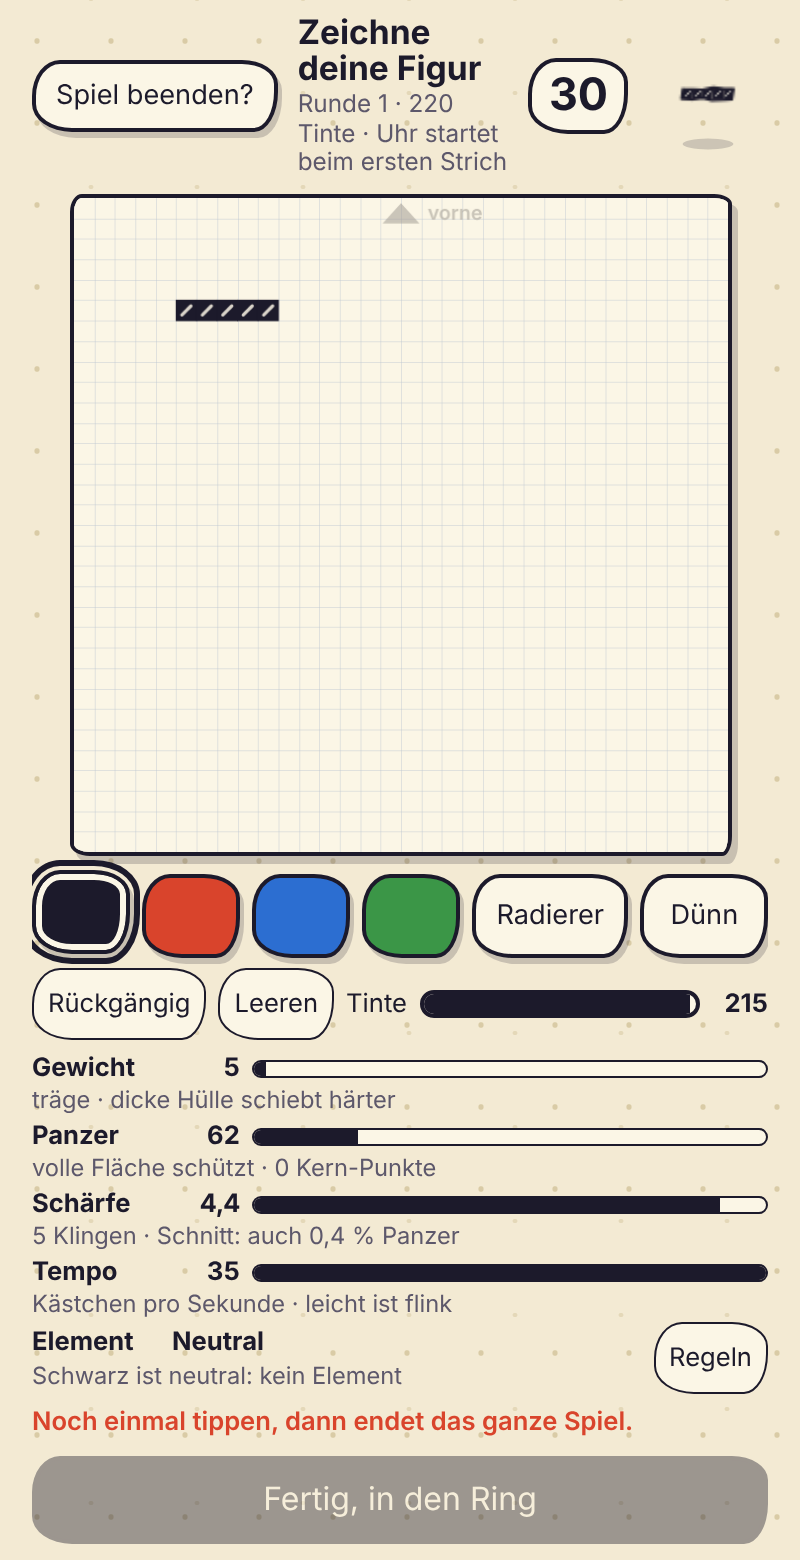 Spiel beenden?
Zeichne
deine Figur
Runde 1 · 220
Tinte · Uhr startet
beim ersten Strich
30
vorne
Radierer
Dünn
Rückgängig
Leeren
Tinte
215
Gewicht 5
träge · dicke Hülle schiebt härter
Panzer 62
volle Fläche schützt · 0 Kern-Punkte
Schärfe 4,4
5 Klingen · Schnitt: auch 0,4 % Panzer
Tempo 35
Kästchen pro Sekunde · leicht ist flink
Element Neutral
Schwarz ist neutral: kein Element
Regeln
Noch einmal tippen, dann endet das ganze Spiel.
Fertig, in den Ring